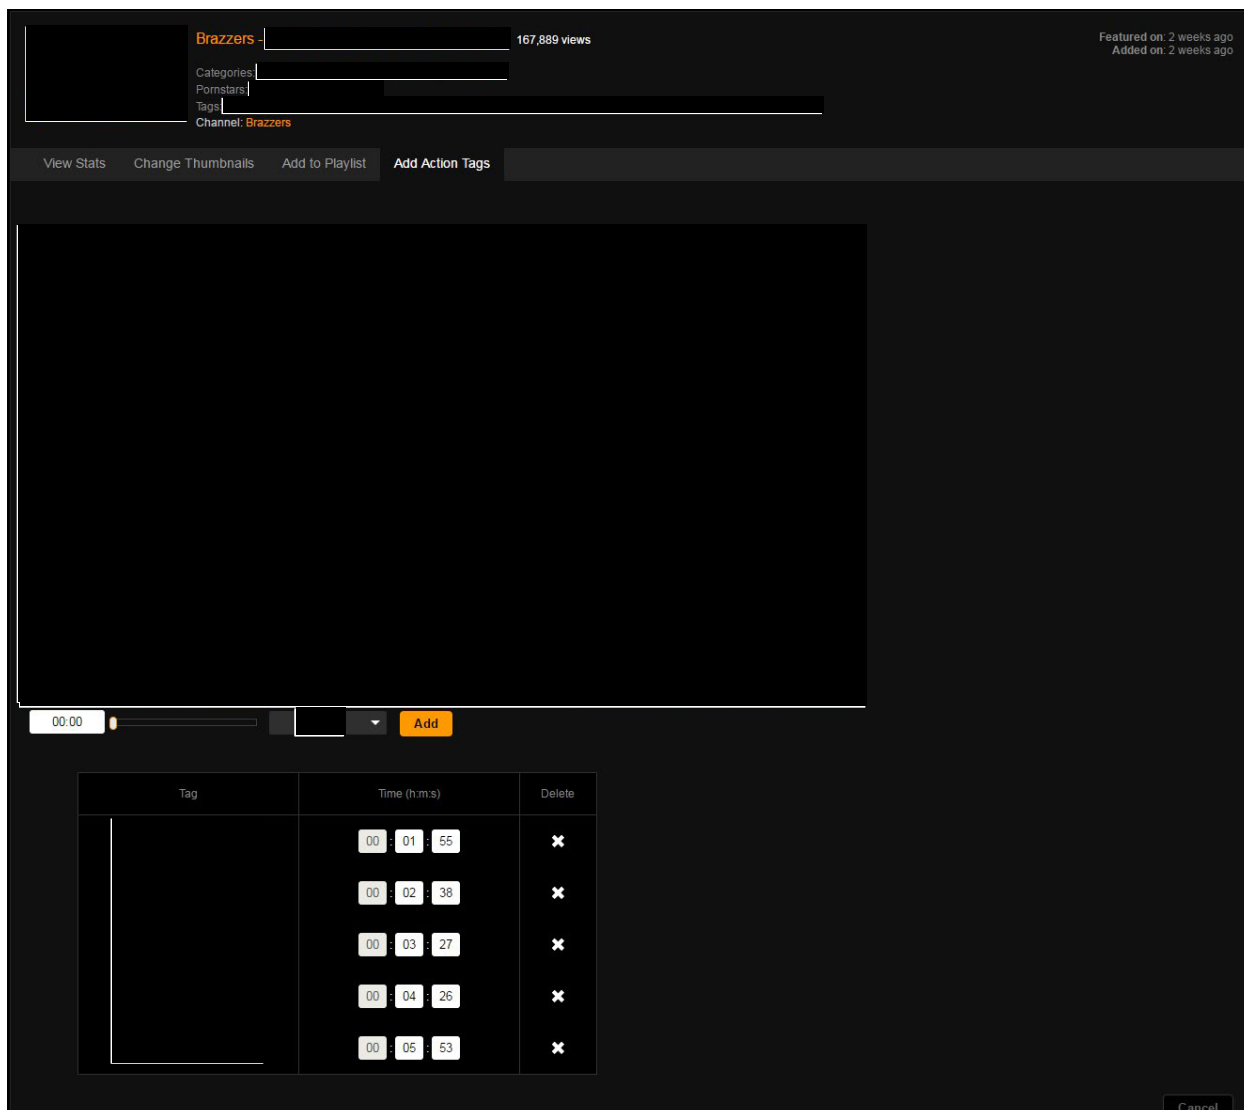 Brazzers - 167,889 views
Featured on: 2 weeks ago
Added on: 2 weeks ago
Categories:
Pornstars:
Tags:
Channel: Brazzers
View Stats Change Thumbnails Add to Playlist Add Action Tags
00:00 Add
Tag Time (h:m:s) Delete
00 : 01 : 55 ✖
00 : 02 : 38 ✖
00 : 03 : 27 ✖
00 : 04 : 26 ✖
00 : 05 : 53 ✖
Cancel